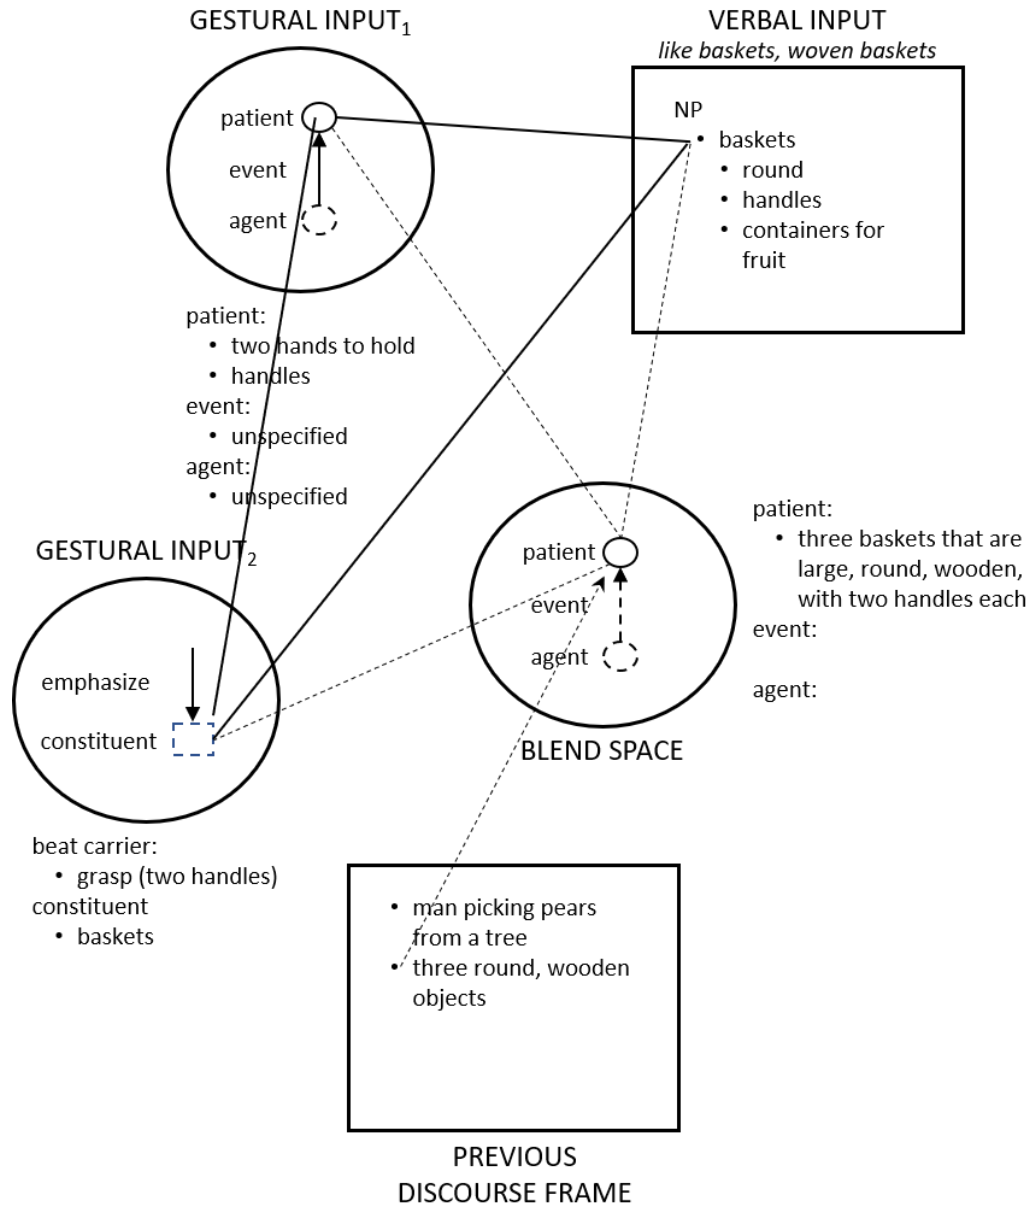 GESTURAL INPUT1
patient
event
agent
patient:
• two hands to hold
• handles
event:
• unspecified
agent:
• unspecified
VERBAL INPUT
like baskets, woven baskets
NP
• baskets
• round
• handles
• containers for
fruit
GESTURAL INPUT2
emphasize
constituent
beat carrier:
• grasp (two handles)
constituent
• baskets
patient
event
agent
BLEND SPACE
patient:
• three baskets that are
large, round, wooden,
with two handles each
event:
agent:
• man picking pears
from a tree
• three round, wooden
objects
PREVIOUS
DISCOURSE FRAME